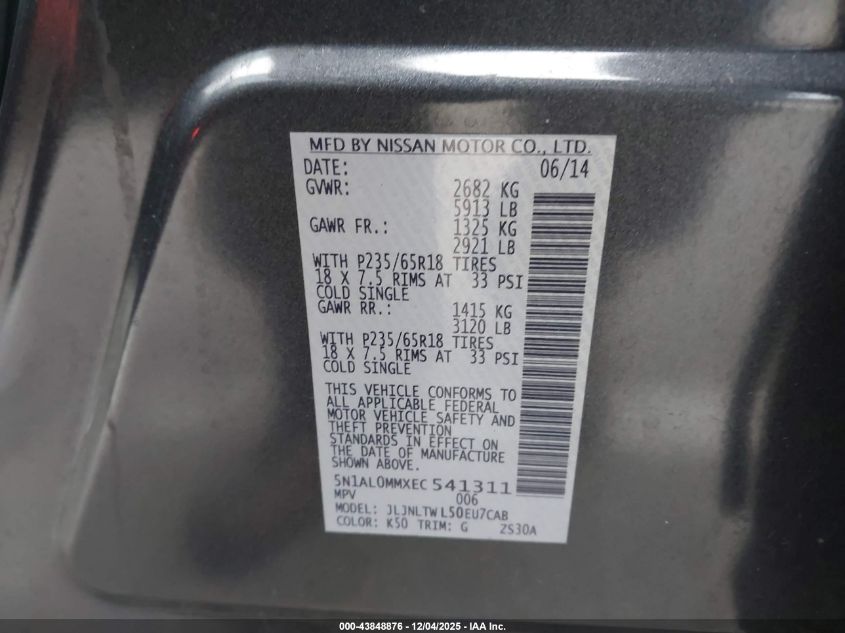 MFD BY NISSAN MOTOR CO., LTD.
DATE: 06/14
GVWR: 2682 KG
5913 LB
GAWR FR.: 1325 KG
2921 LB
WITH P235/65R18 TIRES
18 X 7.5 RIMS AT 33 PSI
COLD SINGLE
GAWR RR.: 1415 KG
3120 LB
WITH P235/65R18 TIRES
18 X 7.5 RIMS AT 33 PSI
COLD SINGLE
THIS VEHICLE CONFORMS TO
ALL APPLICABLE FEDERAL
MOTOR VEHICLE SAFETY AND
THEFT PREVENTION
STANDARDS IN EFFECT ON
THE DATE OF MANUFACTURE
SHOWN ABOVE.
5N1AL0MMXEC541311
MPV 006
MODEL: JLJNLTWL50EU7CAB
COLOR: K50 TRIM: G ZS30A
000-43848876 - 12/04/2025 - IAA Inc.